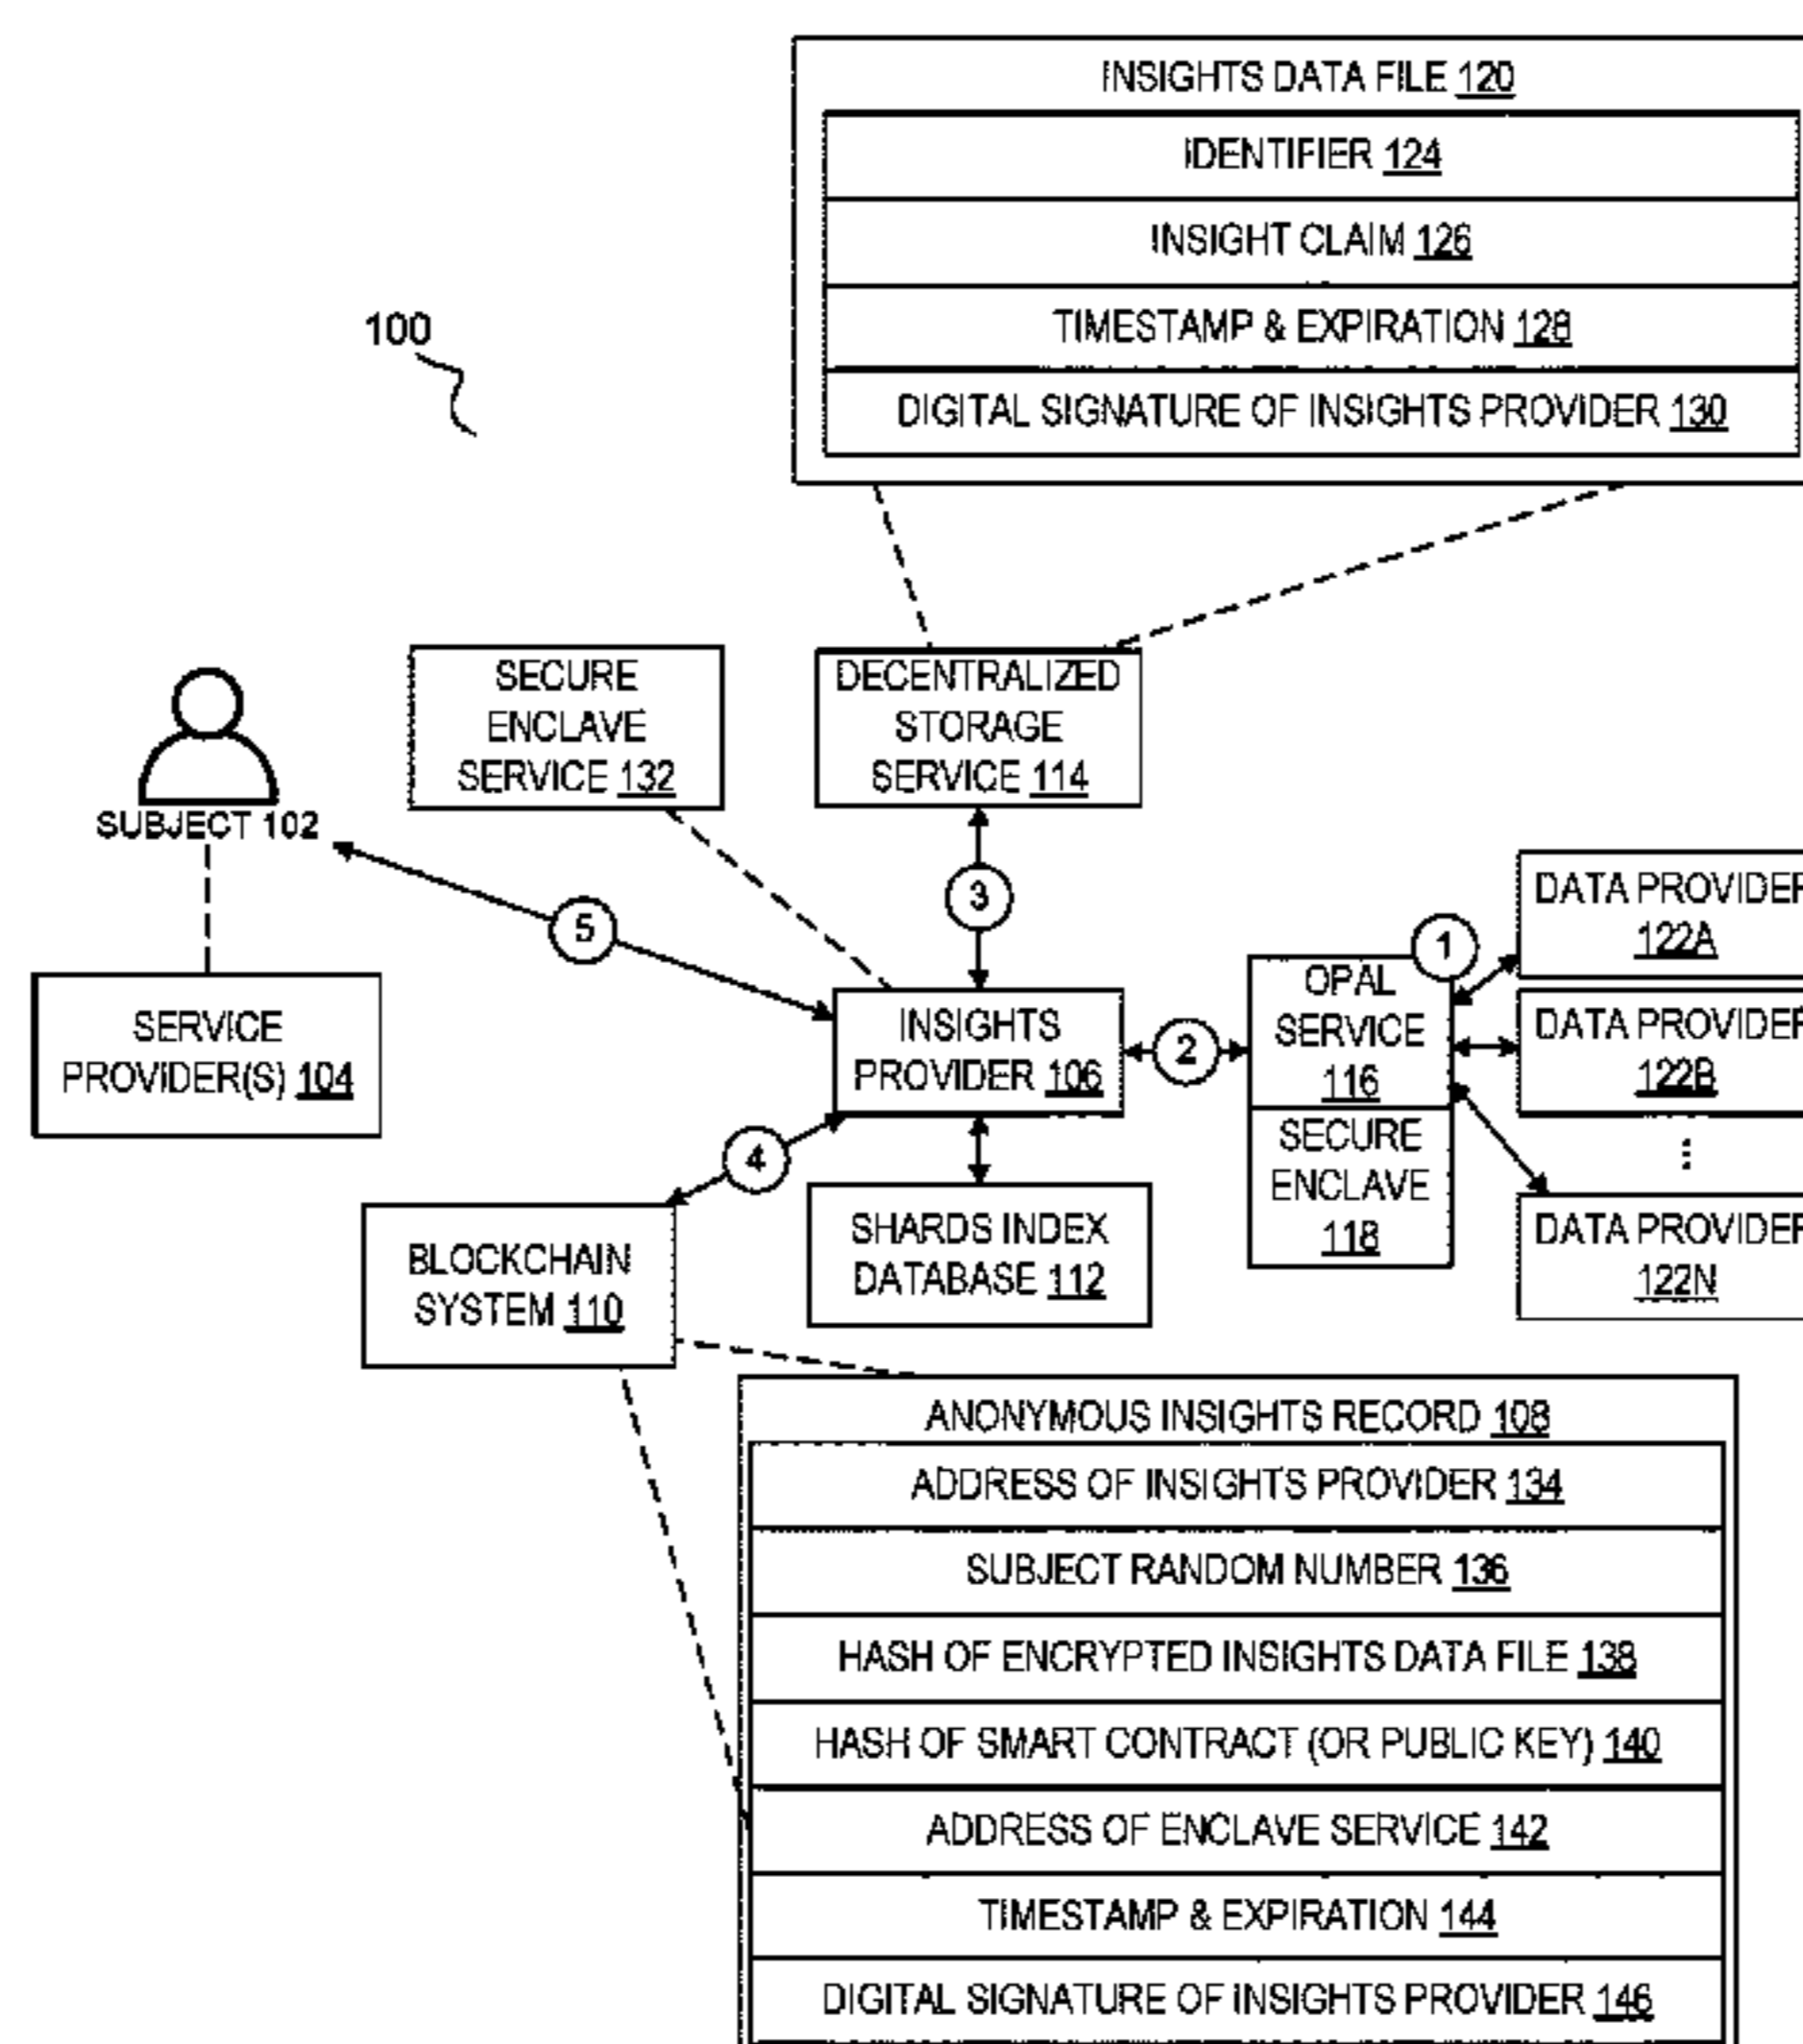 INSIGHTS DATA FILE 120
IDENTIFIER 124
INSIGHT CLAIM 126
TIMESTAMP & EXPIRATION 128
DIGITAL SIGNATURE OF INSIGHTS PROVIDER 130
100
SECURE
ENCLAVE
SERVICE 132
DECENTRALIZED
STORAGE
SERVICE 114
SUBJECT 102
3
5
1
DATA PROVIDER
122A
SERVICE
PROVIDER(S) 104
INSIGHTS
PROVIDER 106
2
OPAL
SERVICE
116
DATA PROVIDER
122B
SECURE
ENCLAVE
118
⋮
4
BLOCKCHAIN
SYSTEM 110
SHARDS INDEX
DATABASE 112
DATA PROVIDER
122N
ANONYMOUS INSIGHTS RECORD 108
ADDRESS OF INSIGHTS PROVIDER 134
SUBJECT RANDOM NUMBER 136
HASH OF ENCRYPTED INSIGHTS DATA FILE 138
HASH OF SMART CONTRACT (OR PUBLIC KEY) 140
ADDRESS OF ENCLAVE SERVICE 142
TIMESTAMP & EXPIRATION 144
DIGITAL SIGNATURE OF INSIGHTS PROVIDER 146